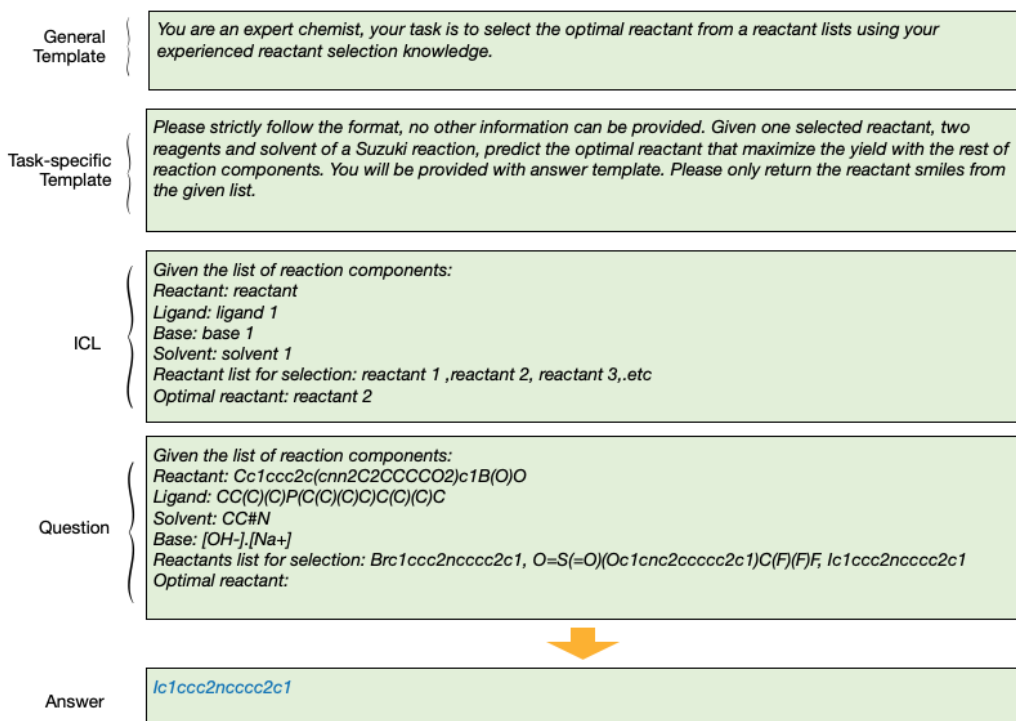 General
Template
You are an expert chemist, your task is to select the optimal reactant from a reactant lists using your
experienced reactant selection knowledge.
Task-specific
Template
Please strictly follow the format, no other information can be provided. Given one selected reactant, two
reagents and solvent of a Suzuki reaction, predict the optimal reactant that maximize the yield with the rest of
reaction components. You will be provided with answer template. Please only return the reactant smiles from
the given list.
ICL
Given the list of reaction components:
Reactant: reactant
Ligand: ligand 1
Base: base 1
Solvent: solvent 1
Reactant list for selection: reactant 1 ,reactant 2, reactant 3,.etc
Optimal reactant: reactant 2
Question
Given the list of reaction components:
Reactant: Cc1ccc2c(cnn2C2CCCCO2)c1B(O)O
Ligand: CC(C)(C)P(C(C)(C)C)C(C)(C)C
Solvent: CC#N
Base: [OH-].[Na+]
Reactants list for selection: Brc1ccc2ncccc2c1, O=S(=O)(Oc1cnc2ccccc2c1)C(F)(F)F, Ic1ccc2ncccc2c1
Optimal reactant:
Answer
Ic1ccc2ncccc2c1